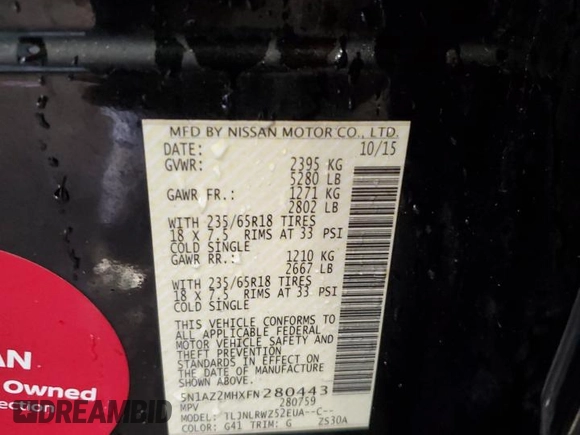 MFD BY NISSAN MOTOR CO., LTD.
DATE: 10/15
GVWR: 2395 KG
5280 LB
GAWR FR.: 1271 KG
2802 LB
WITH 235/65R18 TIRES
18 X 7.5 RIMS AT 33 PSI
COLD SINGLE
GAWR RR.: 1210 KG
2667 LB
WITH 235/65R18 TIRES
18 X 7.5 RIMS AT 33 PSI
COLD SINGLE
THIS VEHICLE CONFORMS TO
ALL APPLICABLE FEDERAL
MOTOR VEHICLE SAFETY AND
THEFT PREVENTION
STANDARDS IN EFFECT ON
THE DATE OF MANUFACTURE
SHOWN ABOVE.
5N1AZ2MHXFN280443
MPV 280759
TLJNLRWZ52EUA--C--
COLOR: G41 TRIM: G ZS30A
AN
Owned
ection
DREAMBID